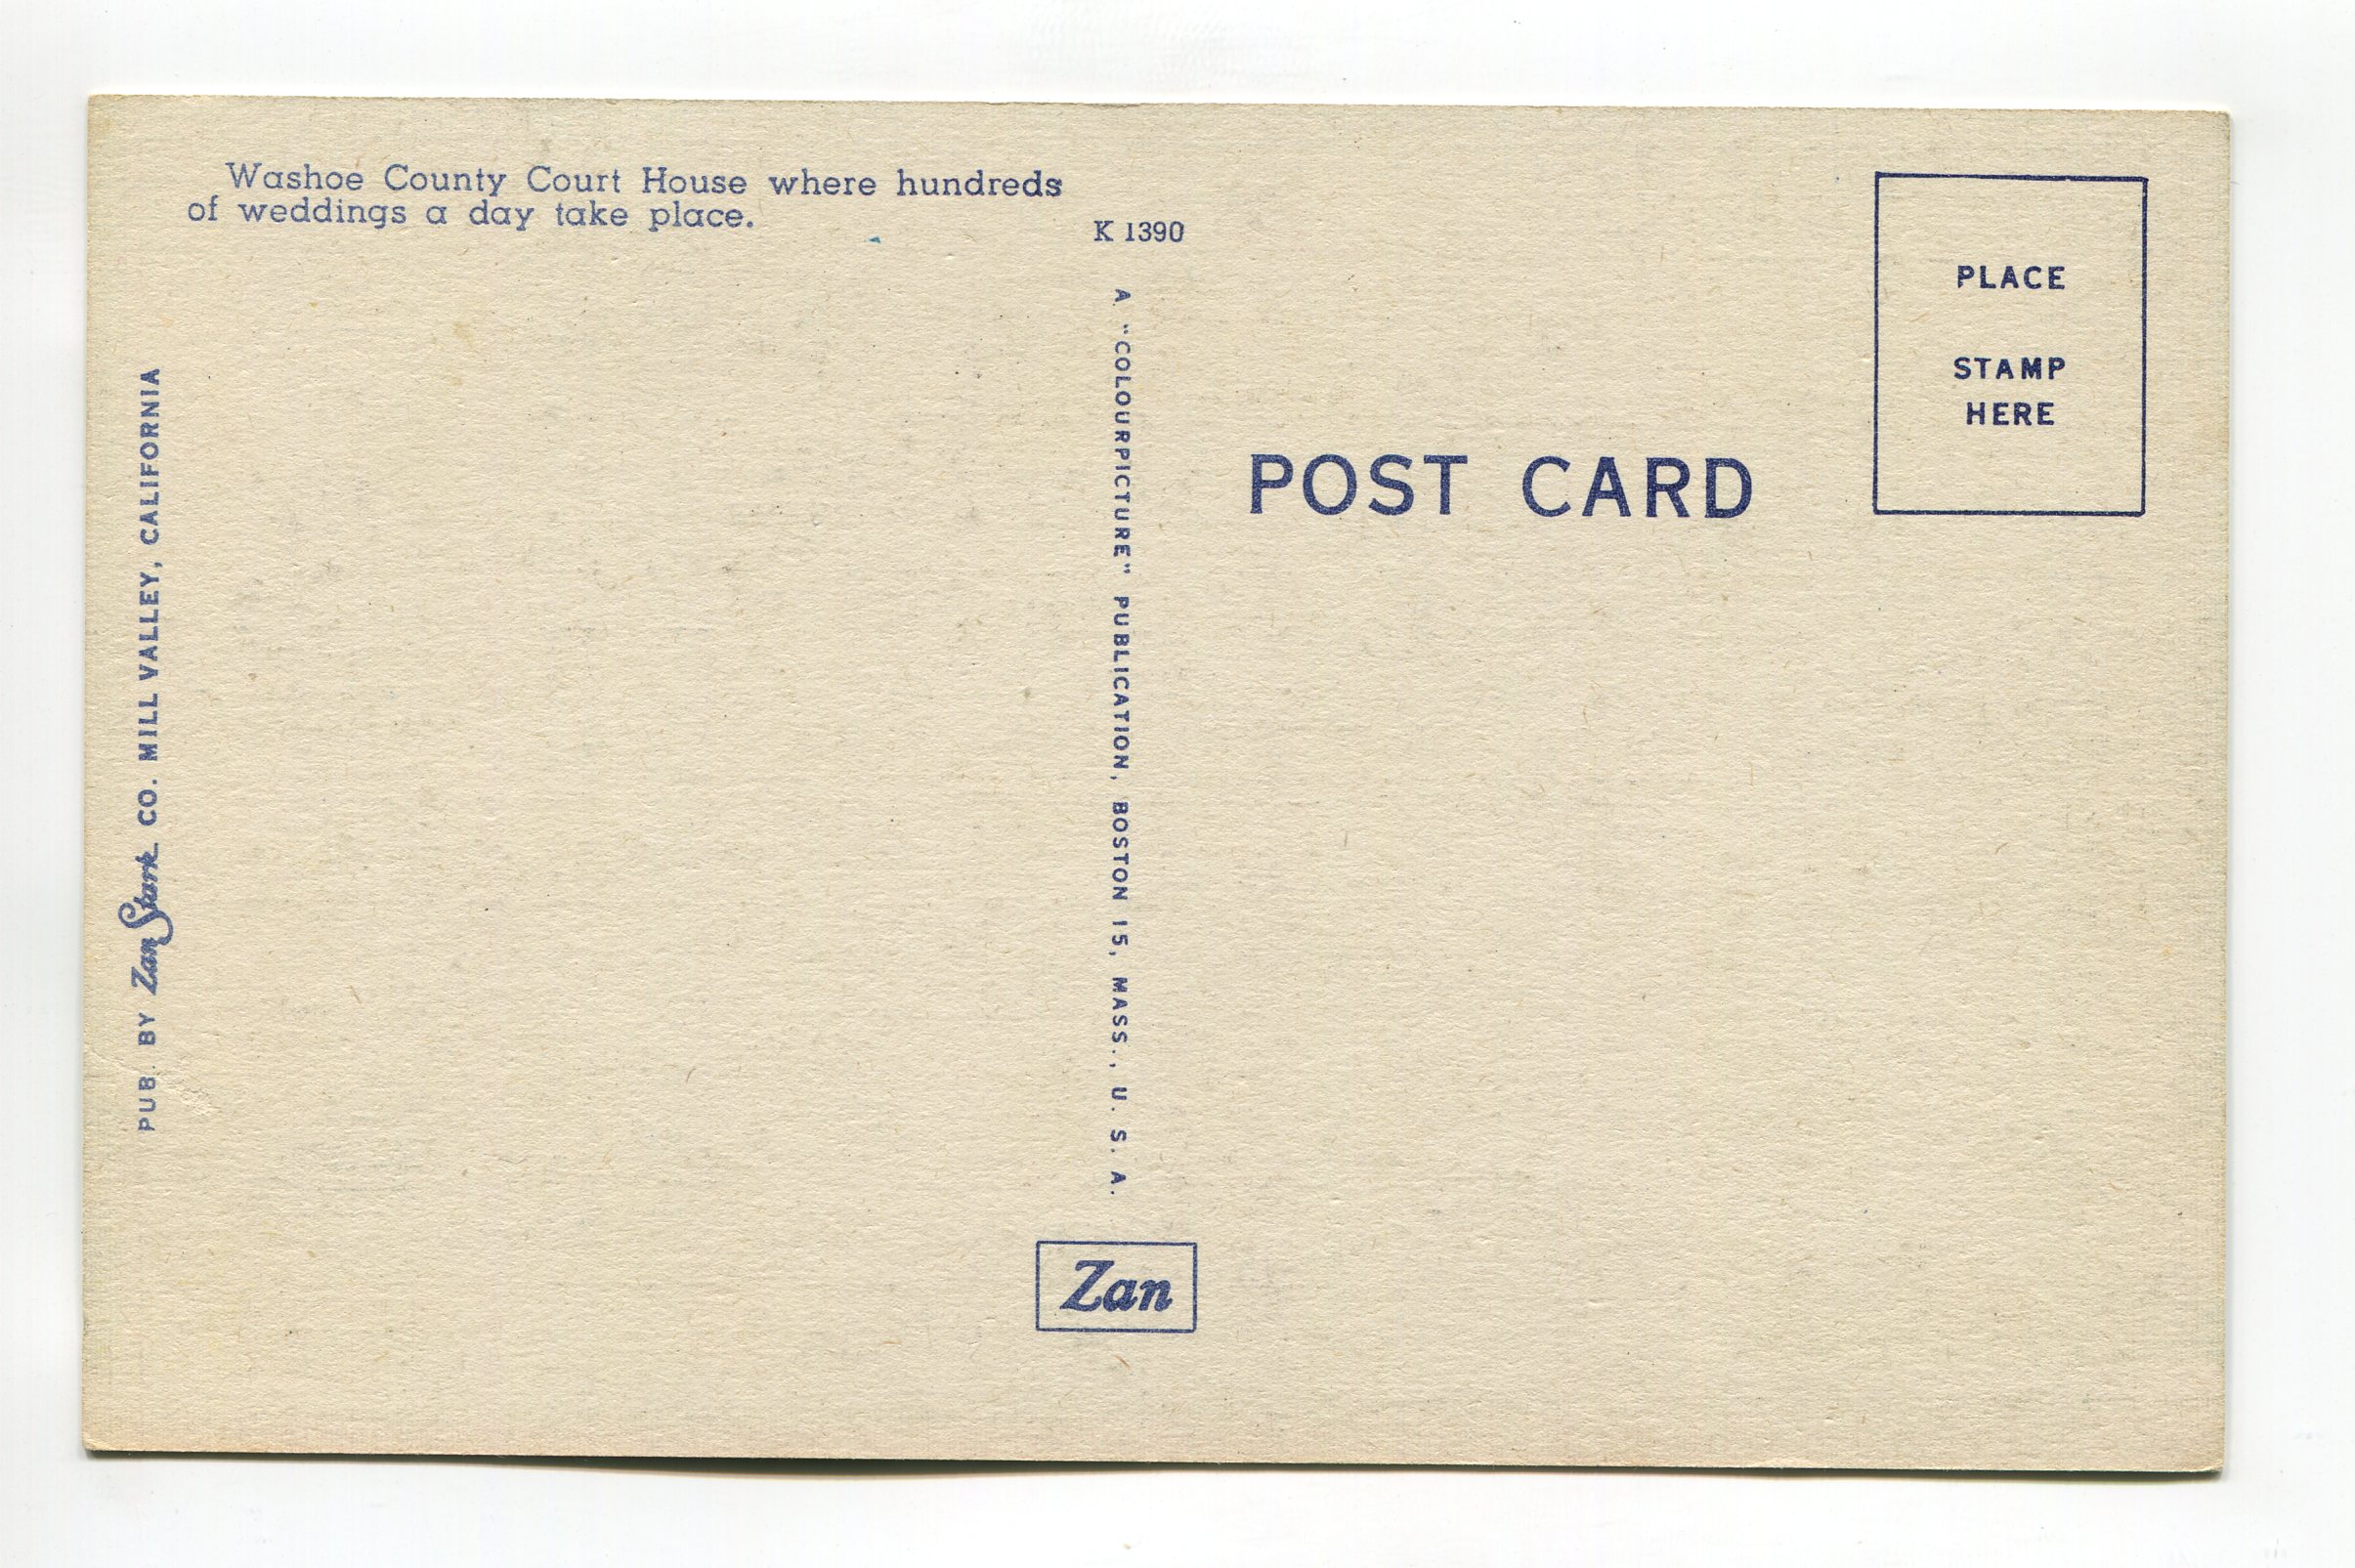 Washoe County Court House where hundreds
of weddings a day take place.
K 1390
PUB. BY Zan Stark CO. MILL VALLEY, CALIFORNIA
A "COLOURPICTURE" PUBLICATION, BOSTON 15, MASS., U. S. A.
POST CARD
PLACE
STAMP
HERE
Zan